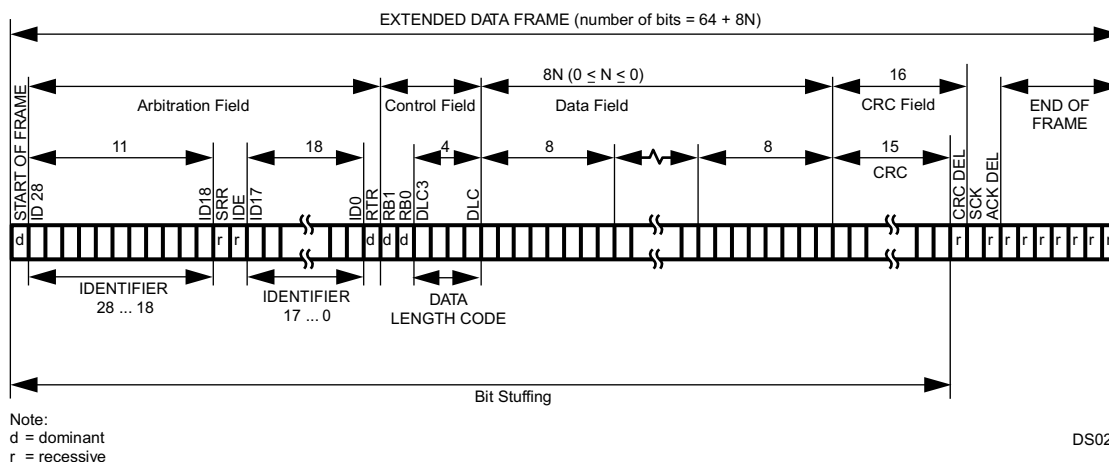 EXTENDED DATA FRAME (number of bits = 64 + 8N)
8N (0 ≤ N ≤ 0)
16
Arbitration Field
Control Field
Data Field
CRC Field
END OF
FRAME
11
18
4
8
8
15
CRC
START OF FRAME
ID 28
ID18
SRR
IDE
ID17
ID0
RTR
RB1
RB0
DLC3
DLC
CRC DEL
SCK
ACK DEL
d r r d d d r r r r r r r r r
IDENTIFIER
28 ... 18
IDENTIFIER
17 ... 0
DATA
LENGTH CODE
Bit Stuffing
Note:
d = dominant
r = recessive
DS02